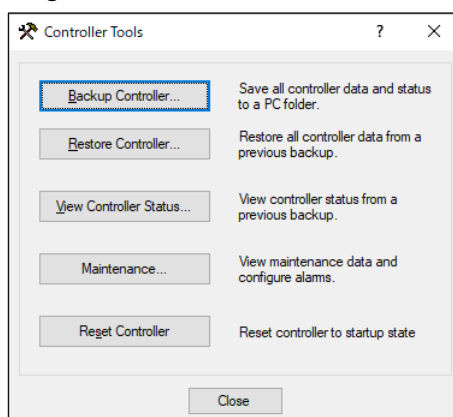 Controller Tools ? ×
Backup Controller...
Save all controller data and status
to a PC folder.
Restore Controller...
Restore all controller data from a
previous backup.
View Controller Status...
View controller status from a
previous backup.
Maintenance...
View maintenance data and
configure alarms.
Reset Controller
Reset controller to startup state
Close